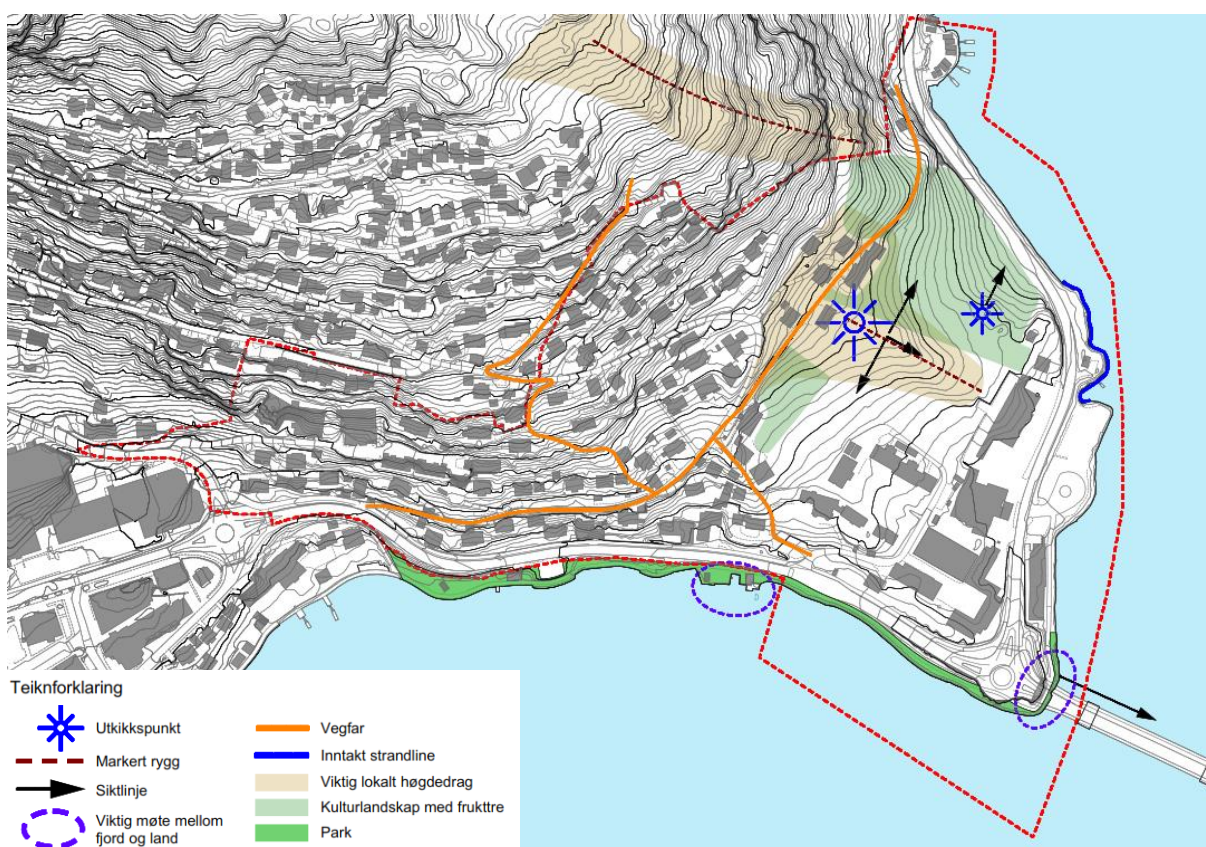 Teiknforklaring
Utkikkspunkt
Markert rygg
Siktlinje
Viktig møte mellom
fjord og land
Vegfar
Inntakt strandline
Viktig lokalt høgdedrag
Kulturlandskap med frukttre
Park